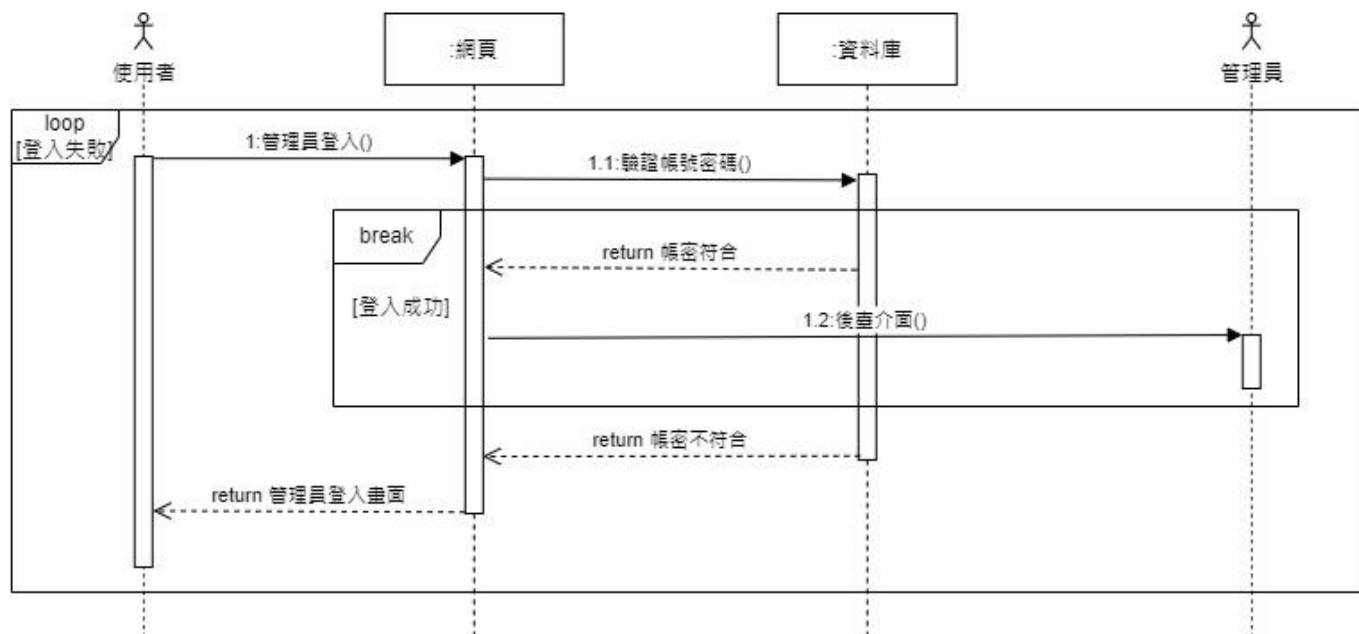 使用者
:網頁
:資料庫
管理員
loop
[登入失敗]
1:管理員登入()
1.1:驗證帳號密碼()
break
return 帳密符合
[登入成功]
1.2:後臺介面()
return 帳密不符合
return 管理員登入畫面